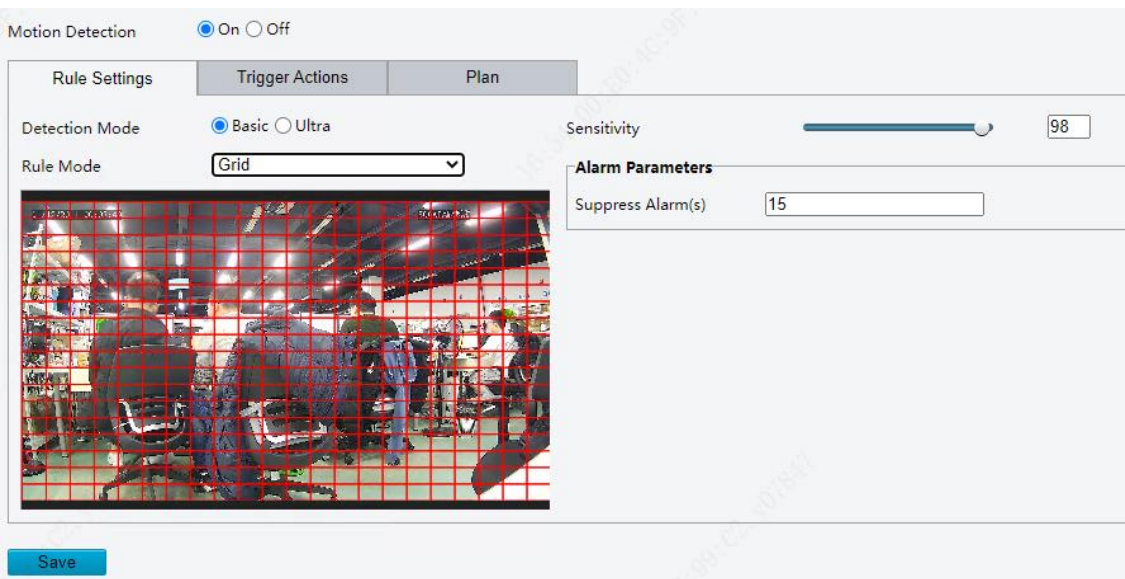 Motion Detection On Off
Rule Settings Trigger Actions Plan
Detection Mode Basic Ultra
Rule Mode Grid
Sensitivity 98
Alarm Parameters
Suppress Alarm(s) 15
Save